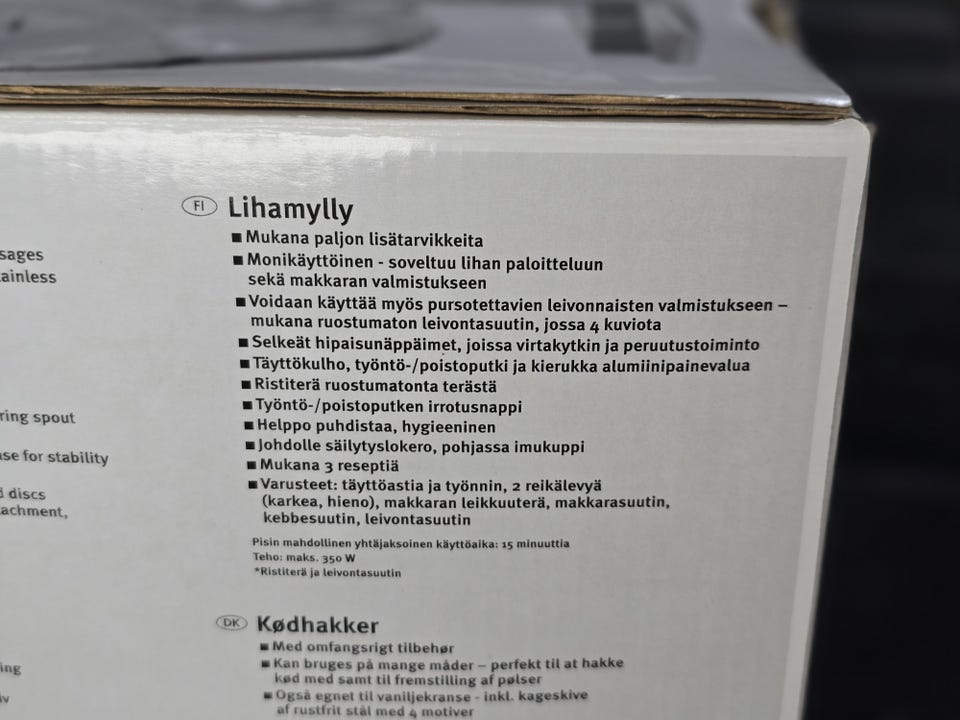 sages
ainless
ring spout
se for stability
discs
achment,
ing
FI Lihamylly
■ Mukana paljon lisätarvikkeita
■ Monikäyttöinen - soveltuu lihan paloitteluun
sekä makkaran valmistukseen
■ Voidaan käyttää myös pursotettavien leivonnaisten valmistukseen –
mukana ruostumaton leivontasuutin, jossa 4 kuviota
■ Selkeät hipaisunäppäimet, joissa virtakytkin ja peruutustoiminto
■ Täyttökulho, työntö-/poistoputki ja kierukka alumiinipainevalua
■ Ristiterä ruostumatonta terästä
■ Työntö-/poistoputken irrotusnappi
■ Helppo puhdistaa, hygieeninen
■ Johdolle säilytyslokero, pohjassa imukuppi
■ Mukana 3 reseptiä
■ Varusteet: täyttöastia ja työnnin, 2 reikälevyä
(karkea, hieno), makkaran leikkuuterä, makkarasuutin,
kebbesuutin, leivontasuutin
Pisin mahdollinen yhtäjaksoinen käyttöaika: 15 minuuttia
Teho: maks. 350 W
*Ristiterä ja leivontasuutin
DK Kødhakker
■ Med omfangsrigt tilbehør
■ Kan bruges på mange måder – perfekt til at hakke
kød med samt til fremstilling af pølser
■ Også egnet til vaniljekranse - inkl. kageskive
af rustfrit stål med 4 motiver